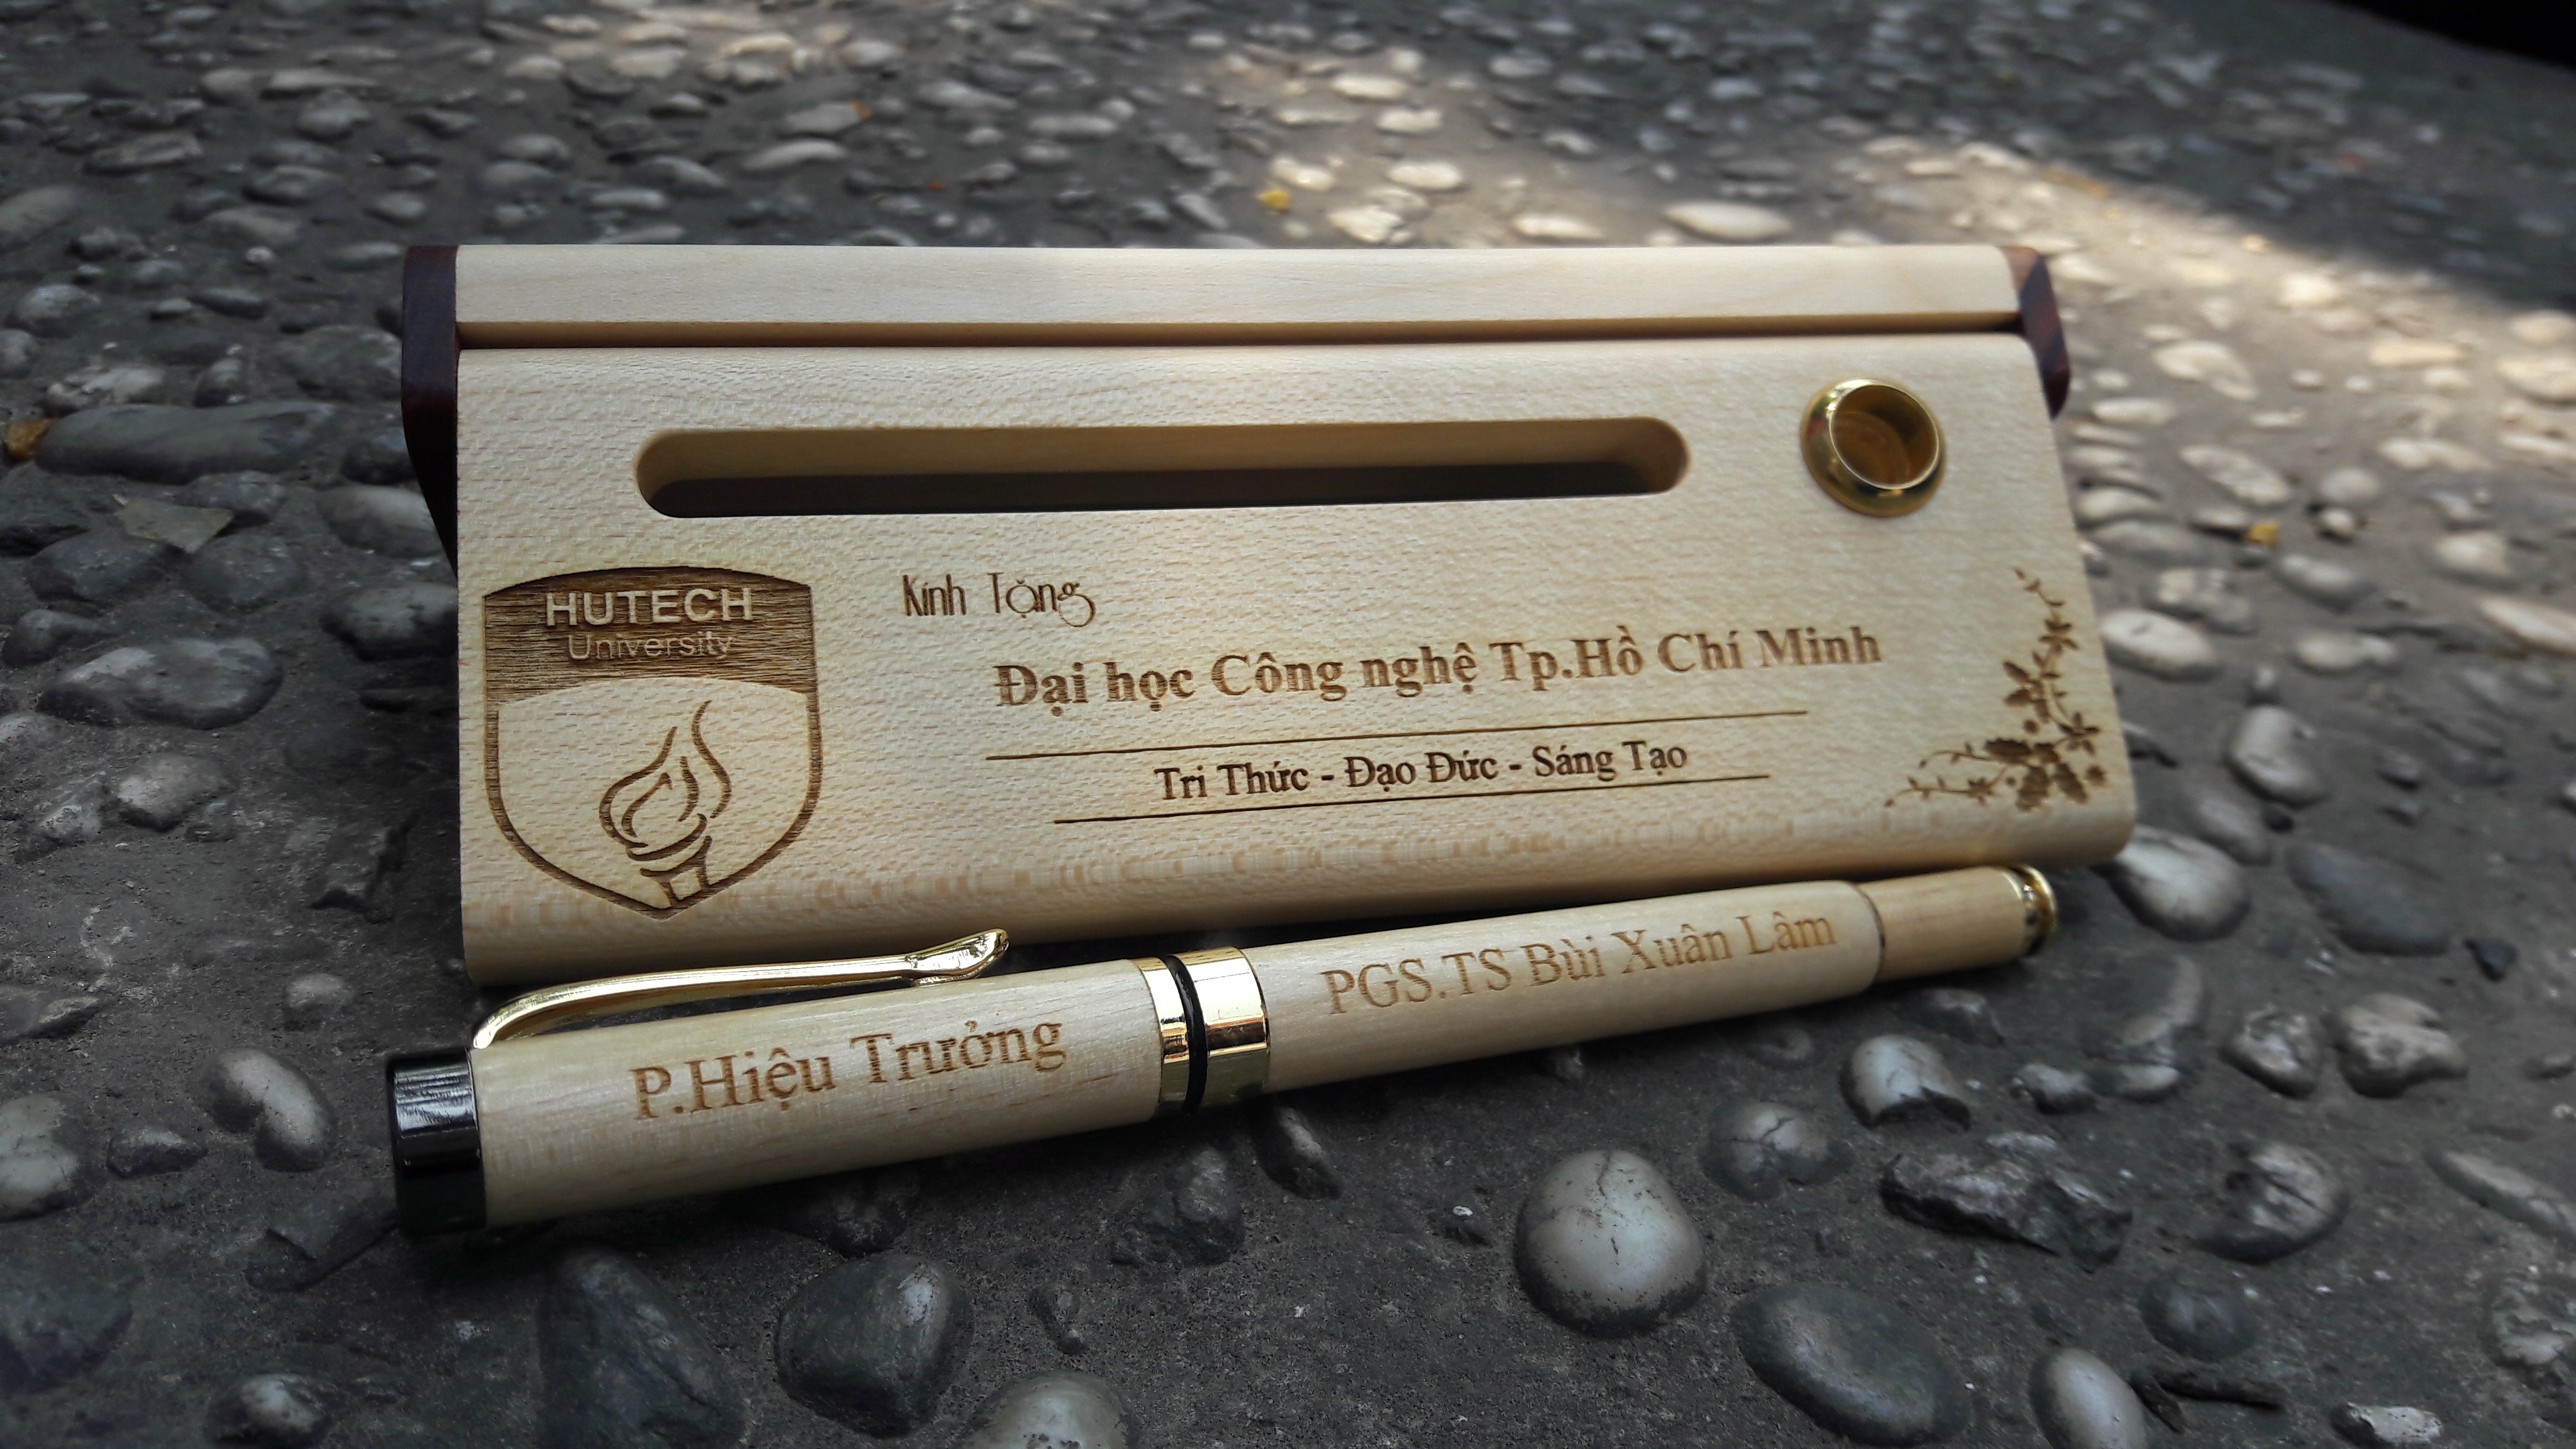 HUTECH
University
Kính Tặng
Đại học Công nghệ Tp.Hồ Chí Minh
Tri Thức - Đạo Đức - Sáng Tạo
P.Hiệu Trưởng
PGS.TS Bùi Xuân Lâm